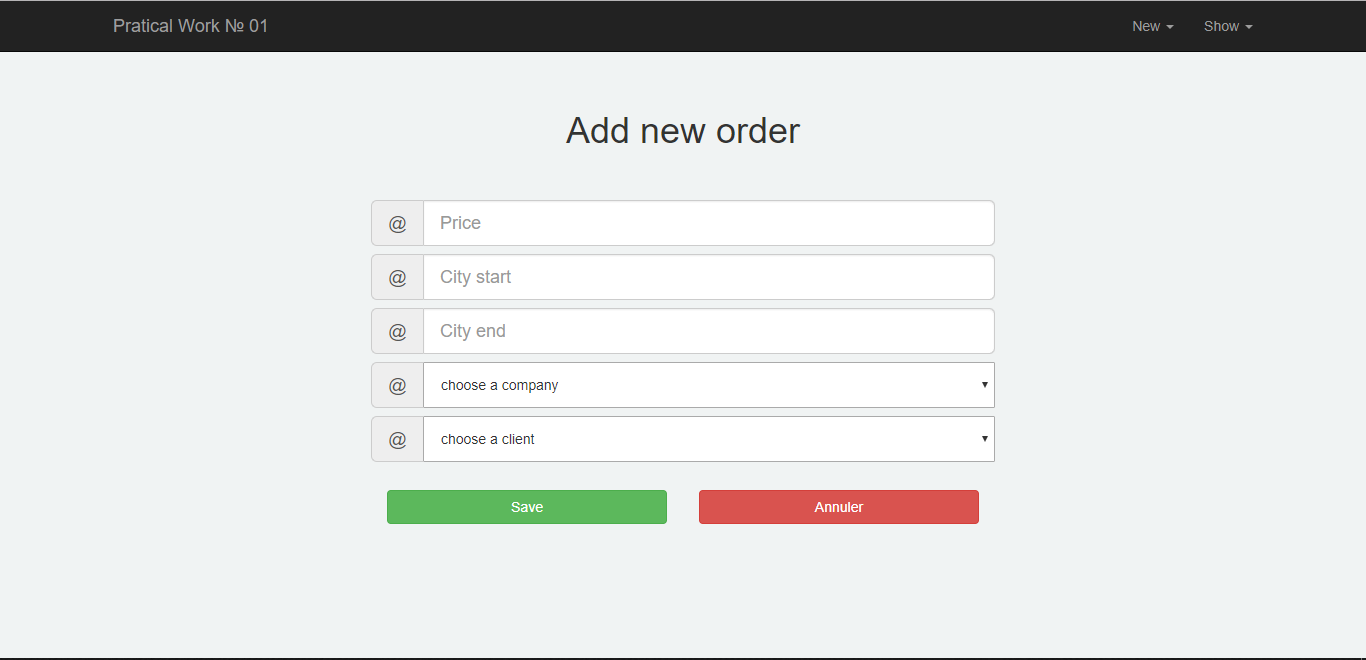 Pratical Work № 01 New Show
Add new order
@ Price
@ City start
@ City end
@ choose a company
@ choose a client
Save Annuler